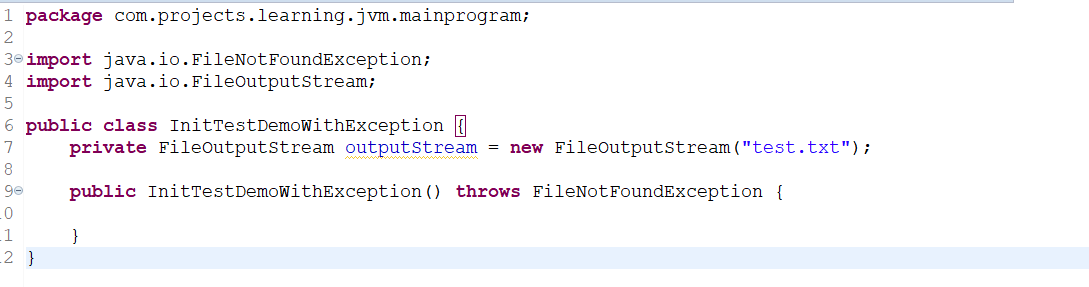 1 package com.projects.learning.jvm.mainprogram;
2
3 import java.io.FileNotFoundException;
4 import java.io.FileOutputStream;
5
6 public class InitTestDemoWithException {
7     private FileOutputStream outputStream = new FileOutputStream("test.txt");
8
9     public InitTestDemoWithException() throws FileNotFoundException {
0
1     }
2 }